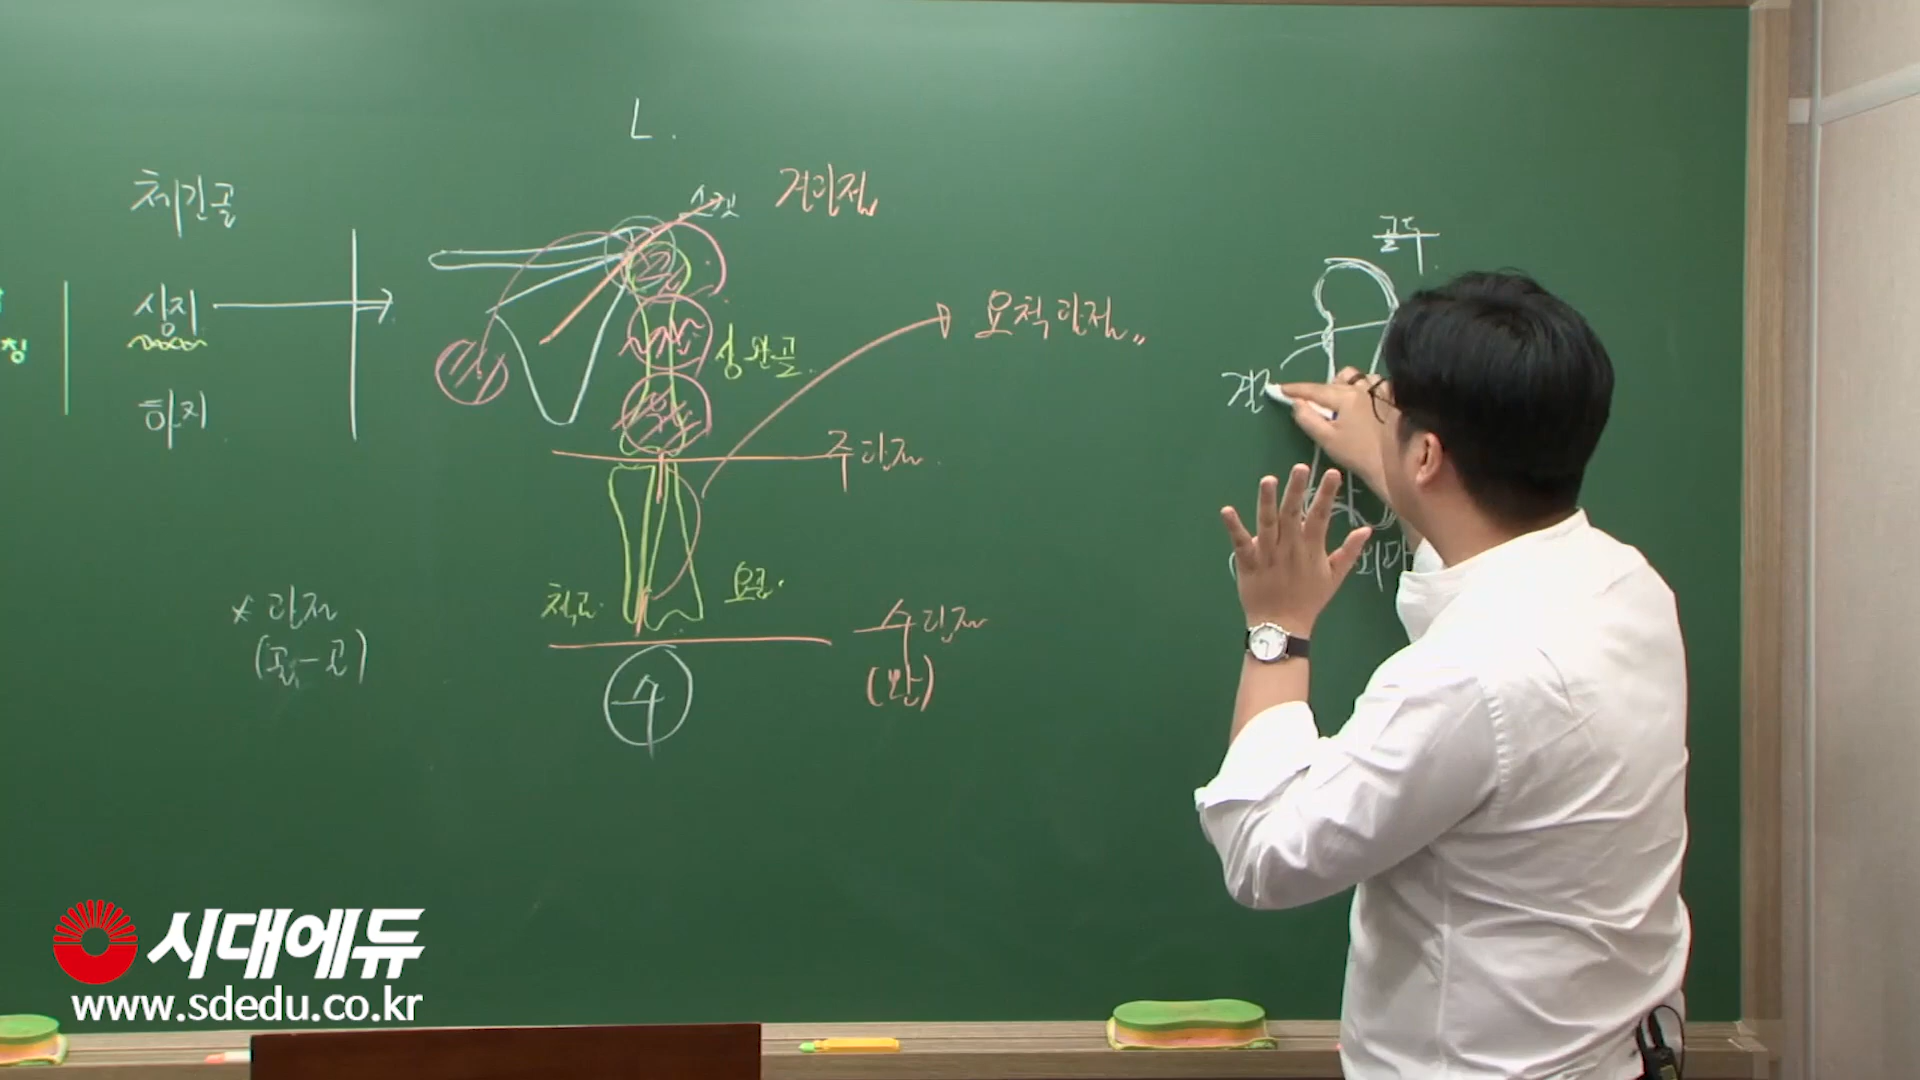 L.
체간골
상지
하지
견관절
상완골
요척관절
주관절
척골
요골
* 관절
(골-골)
수관절
수
골두
시대에듀
www.sdedu.co.kr